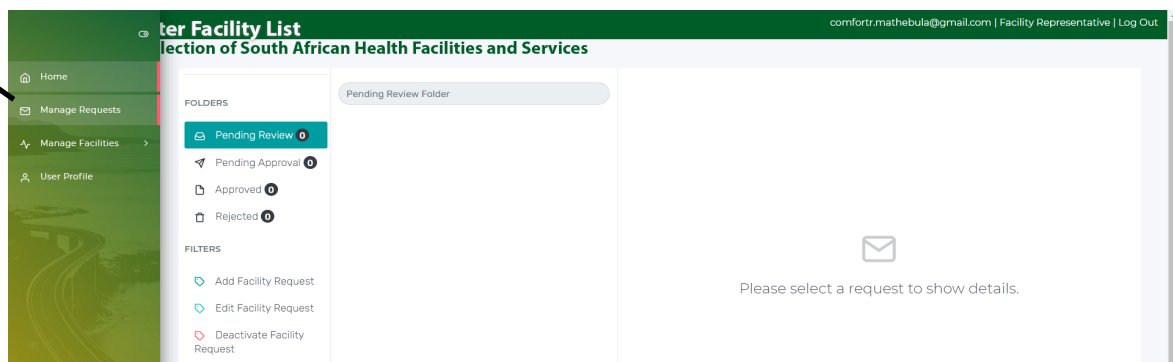 ter Facility List
comfortr.mathebula@gmail.com | Facility Representative | Log Out
lection of South African Health Facilities and Services
Home
Manage Requests
Manage Facilities
User Profile
FOLDERS
Pending Review 0
Pending Approval 0
Approved 0
Rejected 0
FILTERS
Add Facility Request
Edit Facility Request
Deactivate Facility
Request
Pending Review Folder
Please select a request to show details.